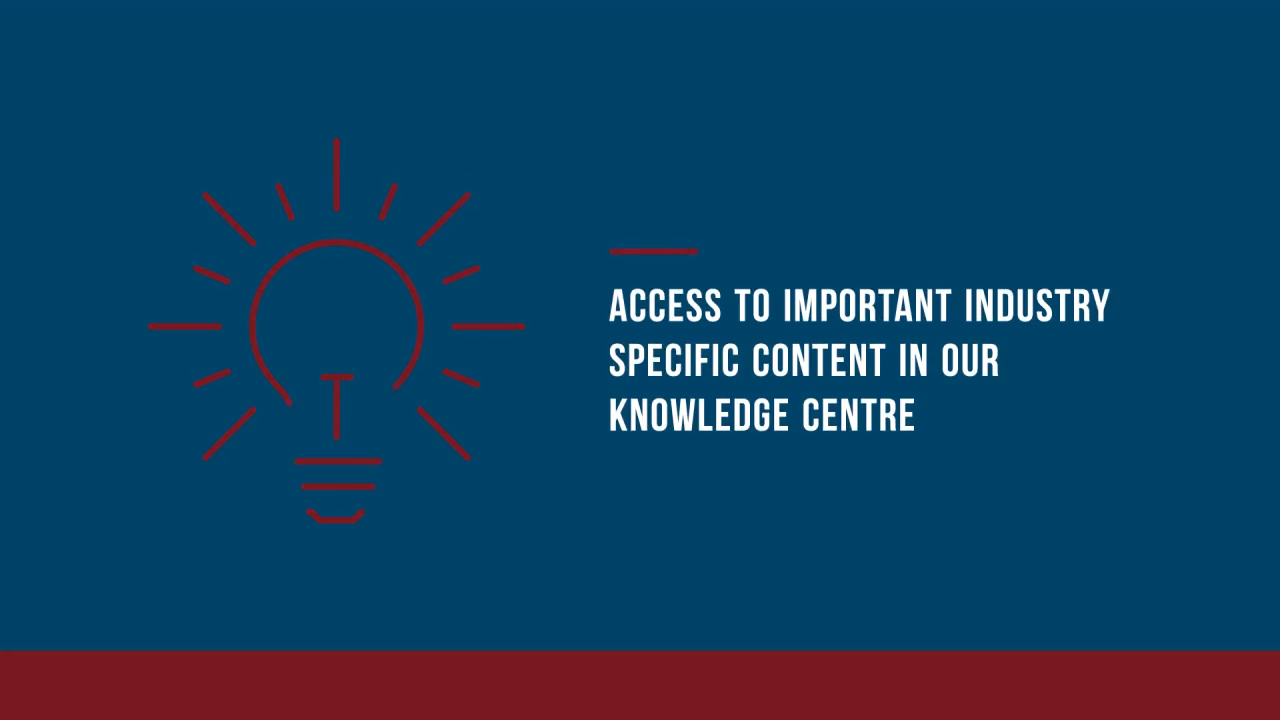 ACCESS TO IMPORTANT INDUSTRY
SPECIFIC CONTENT IN OUR
KNOWLEDGE CENTRE